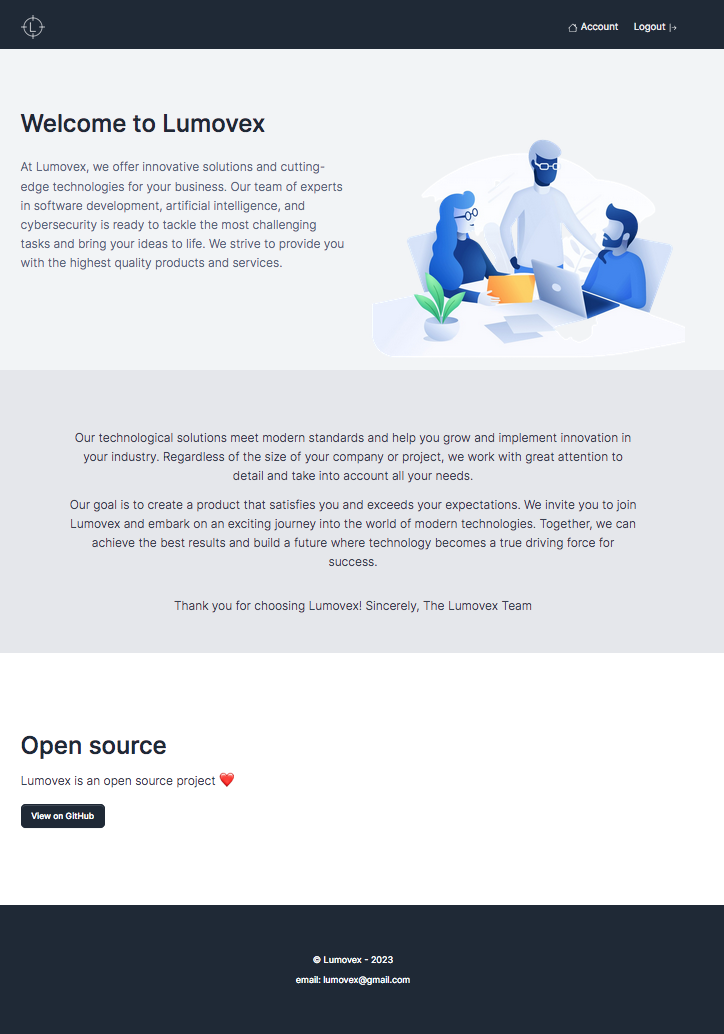 L
Account
Logout
Welcome to Lumovex
At Lumovex, we offer innovative solutions and cutting-
edge technologies for your business. Our team of experts
in software development, artificial intelligence, and
cybersecurity is ready to tackle the most challenging
tasks and bring your ideas to life. We strive to provide you
with the highest quality products and services.
Our technological solutions meet modern standards and help you grow and implement innovation in
your industry. Regardless of the size of your company or project, we work with great attention to
detail and take into account all your needs.
Our goal is to create a product that satisfies you and exceeds your expectations. We invite you to join
Lumovex and embark on an exciting journey into the world of modern technologies. Together, we can
achieve the best results and build a future where technology becomes a true driving force for
success.
Thank you for choosing Lumovex! Sincerely, The Lumovex Team
Open source
Lumovex is an open source project ❤️
View on GitHub
© Lumovex - 2023
email: lumovex@gmail.com